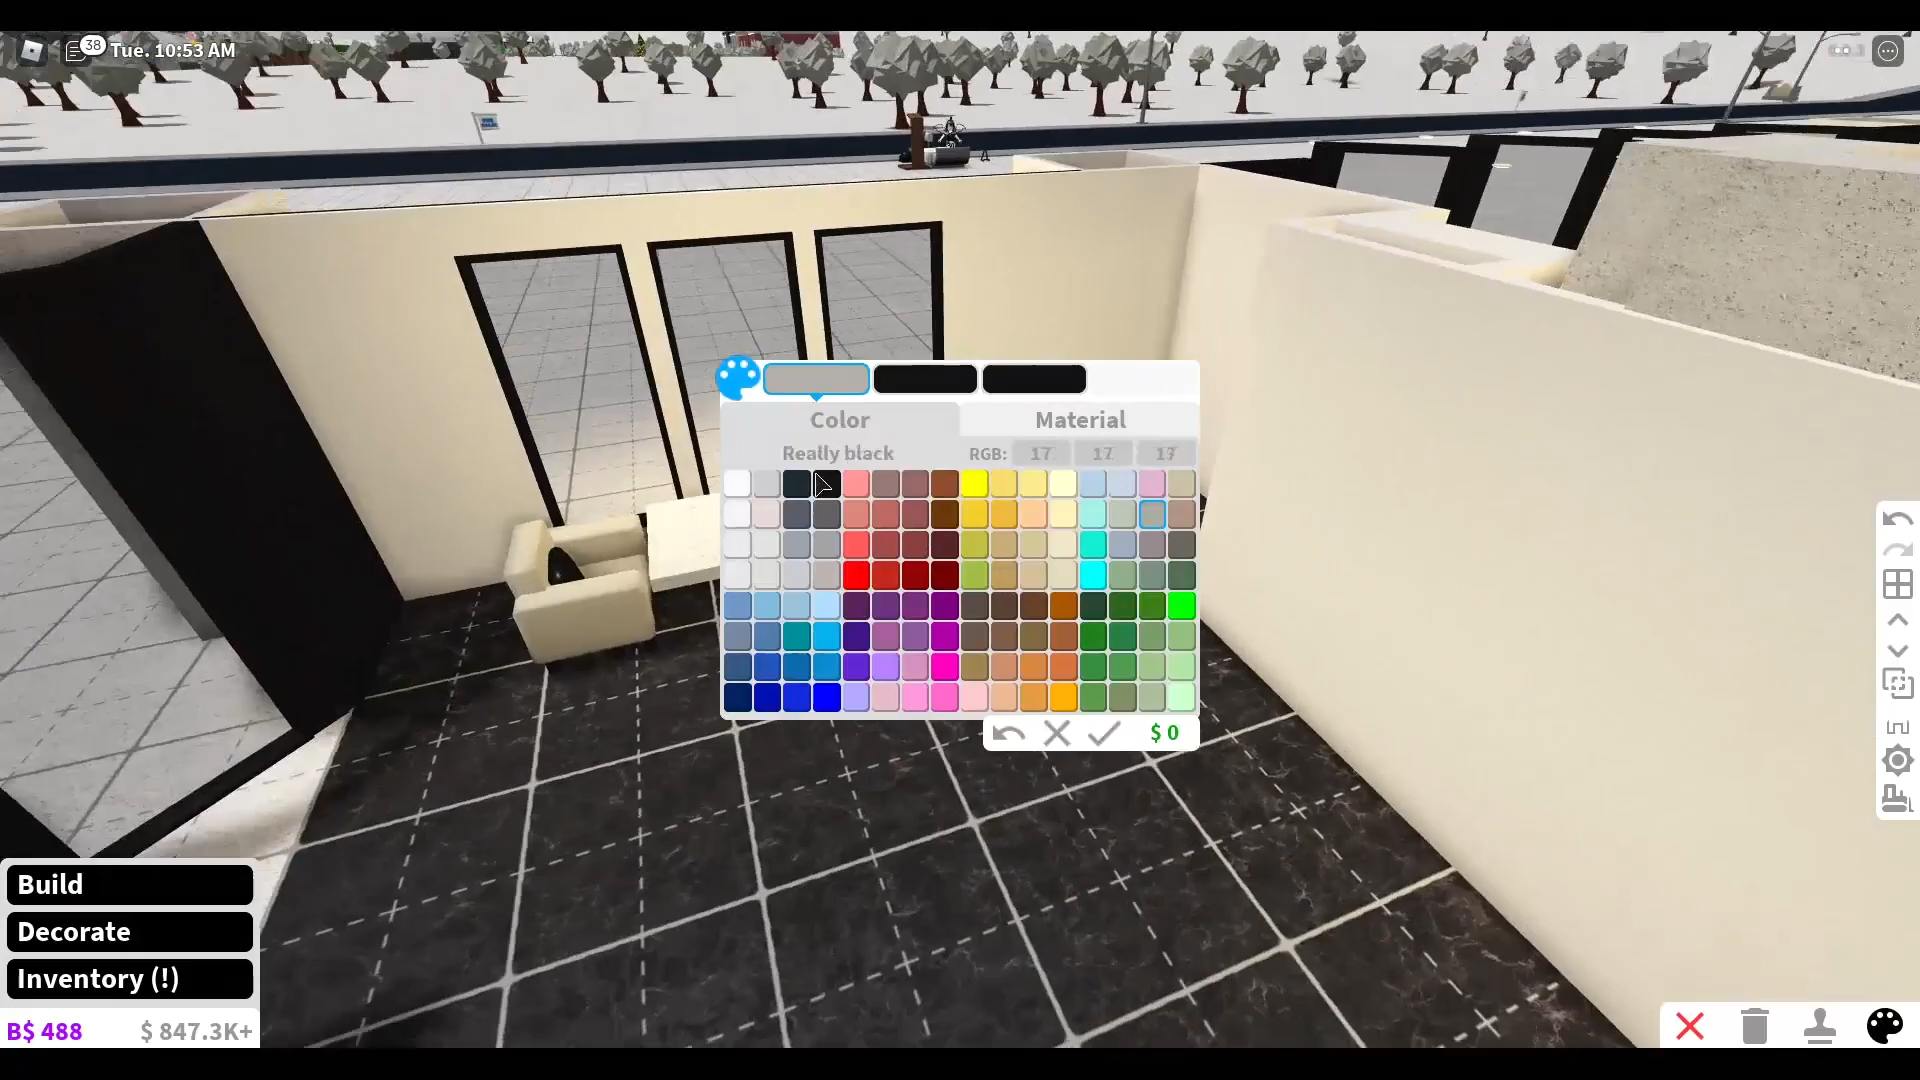 38 Tue. 10:53 AM
Color
Material
Really black
RGB: 17 17 17
$ 0
Build
Decorate
Inventory (!)
B$ 488 $ 847.3K+